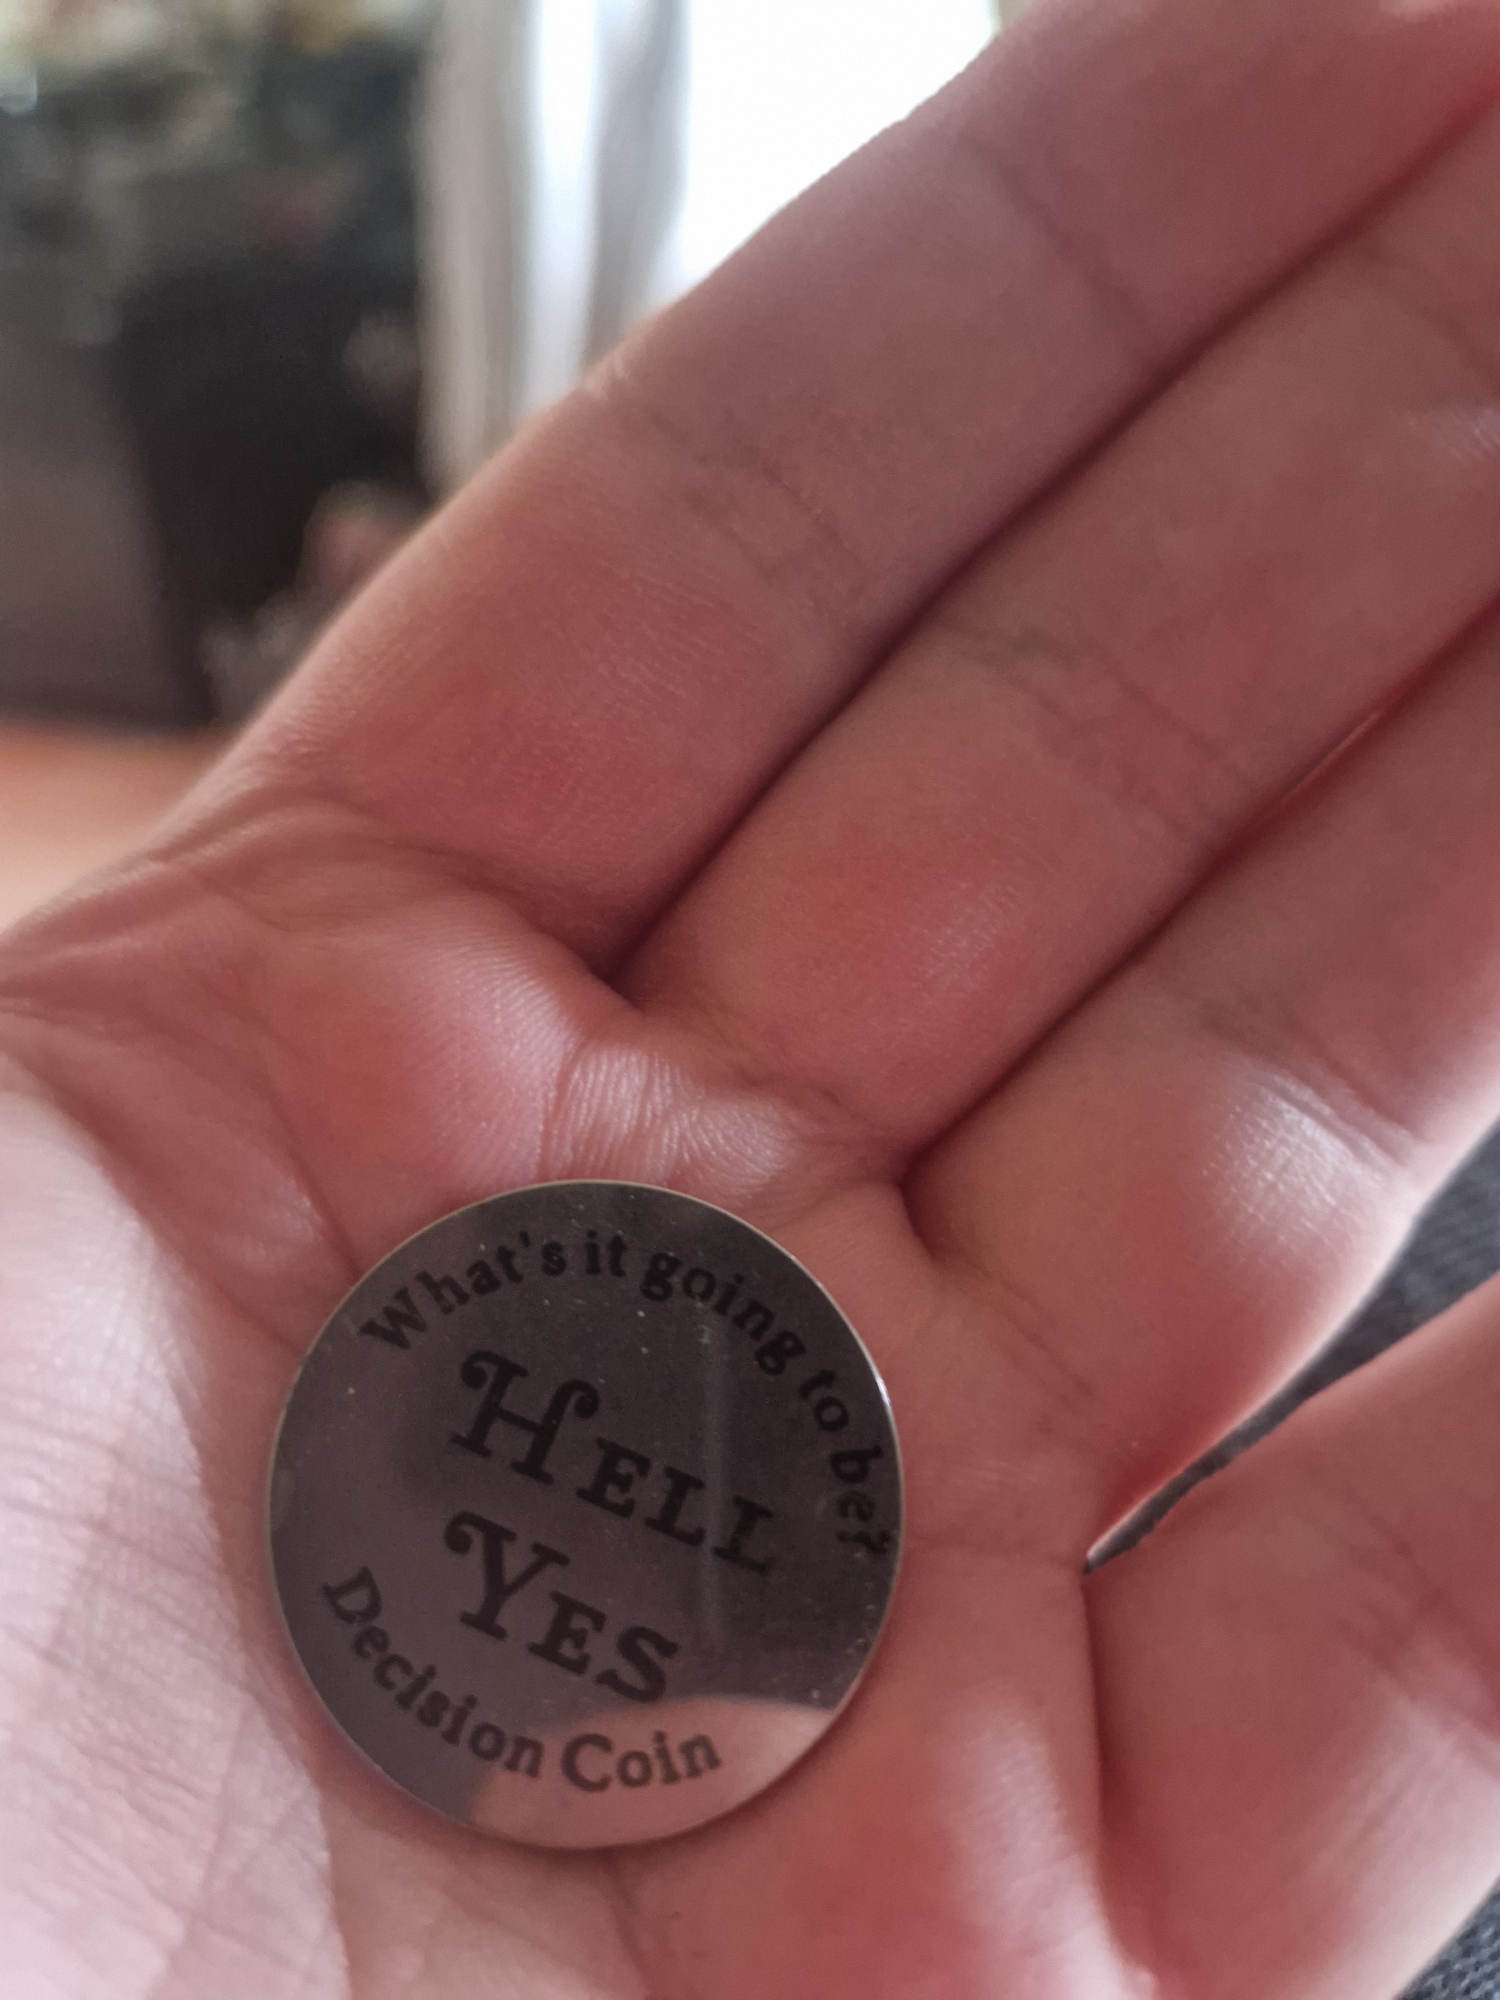 What's it going to be?
HELL
YES
Decision Coin